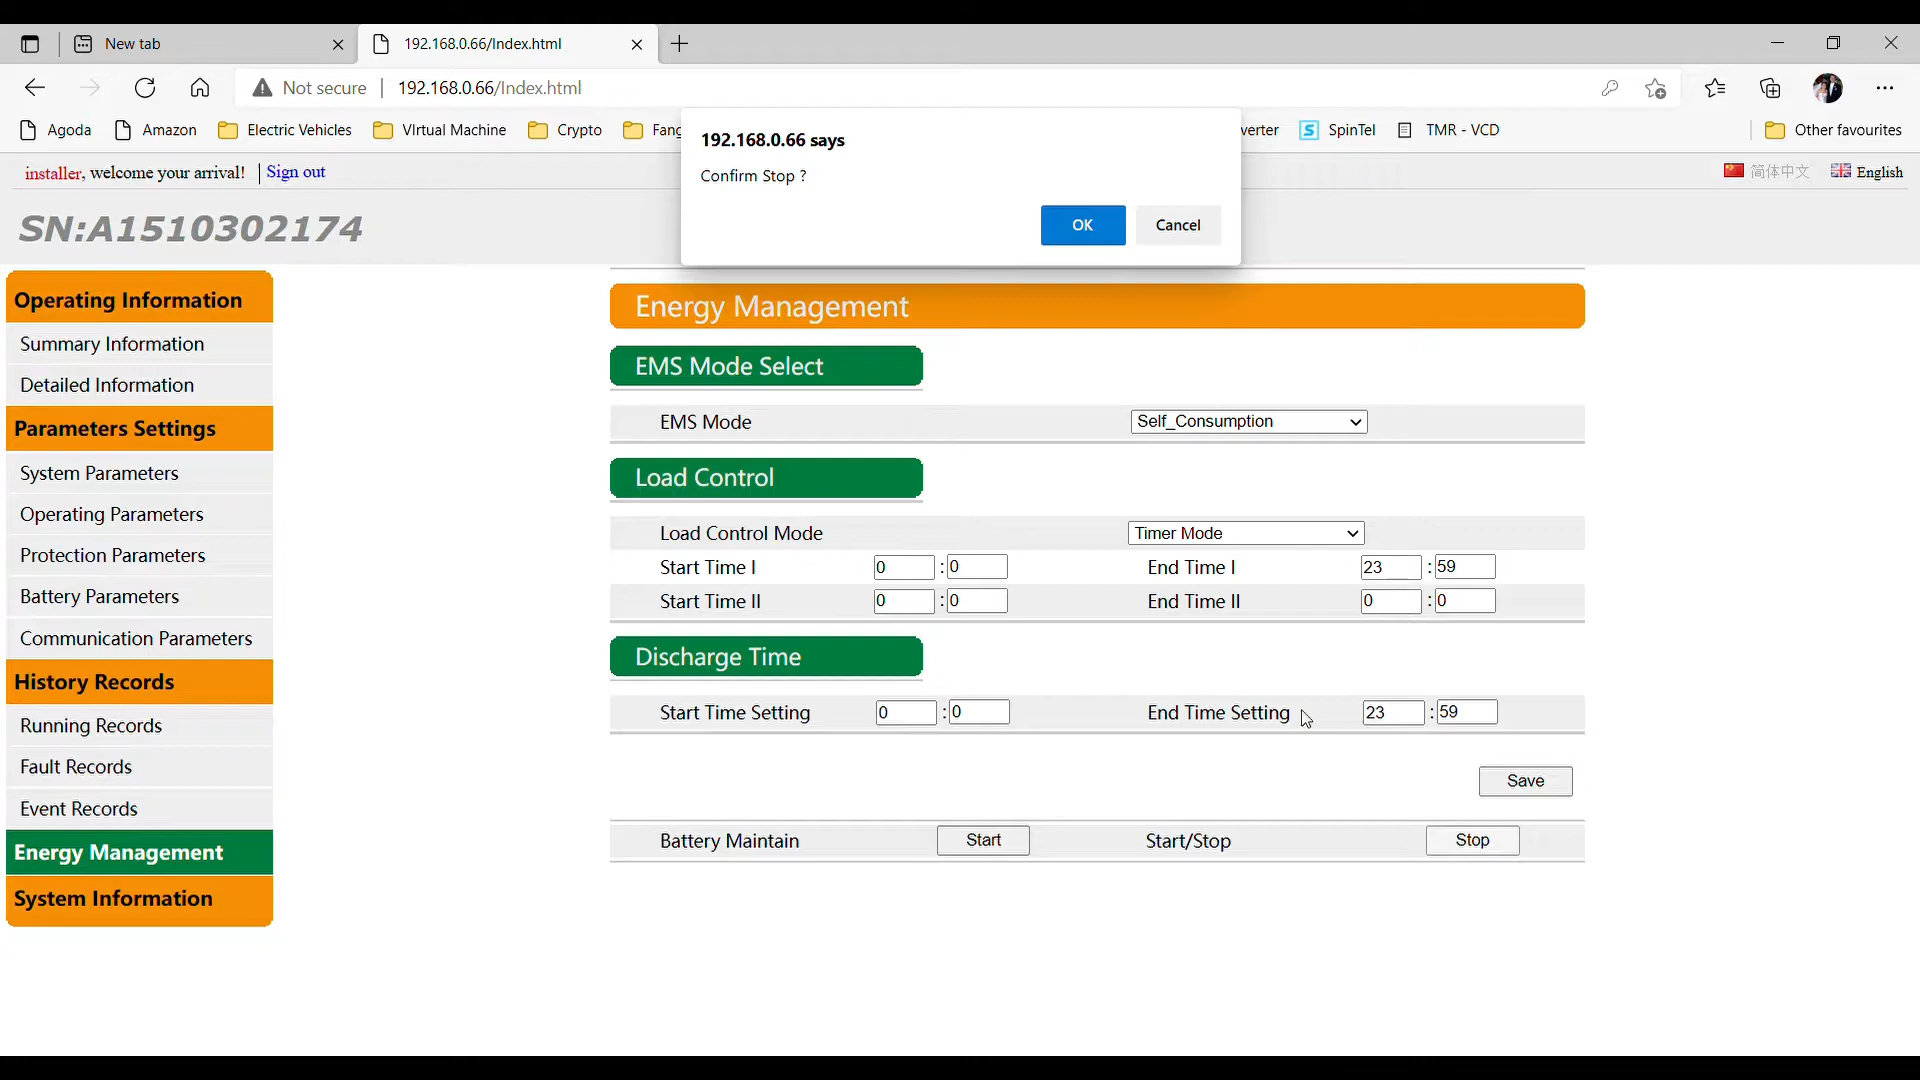 New tab
192.168.0.66/Index.html
Not secure
192.168.0.66/Index.html
Agoda
Amazon
Electric Vehicles
VIrtual Machine
Crypto
SpinTel
TMR - VCD
Other favourites
192.168.0.66 says
Confirm Stop ?
OK
Cancel
installer, welcome your arrival!
Sign out
简体中文
English
SN:A1510302174
Operating Information
Summary Information
Detailed Information
Parameters Settings
System Parameters
Operating Parameters
Protection Parameters
Battery Parameters
Communication Parameters
History Records
Running Records
Fault Records
Event Records
Energy Management
System Information
Energy Management
EMS Mode Select
EMS Mode Self_Consumption
Load Control
Load Control Mode Timer Mode
Start Time I 0 : 0 End Time I 23 : 59
Start Time II 0 : 0 End Time II 0 : 0
Discharge Time
Start Time Setting 0 : 0 End Time Setting 23 : 59
Save
Battery Maintain Start Start/Stop Stop